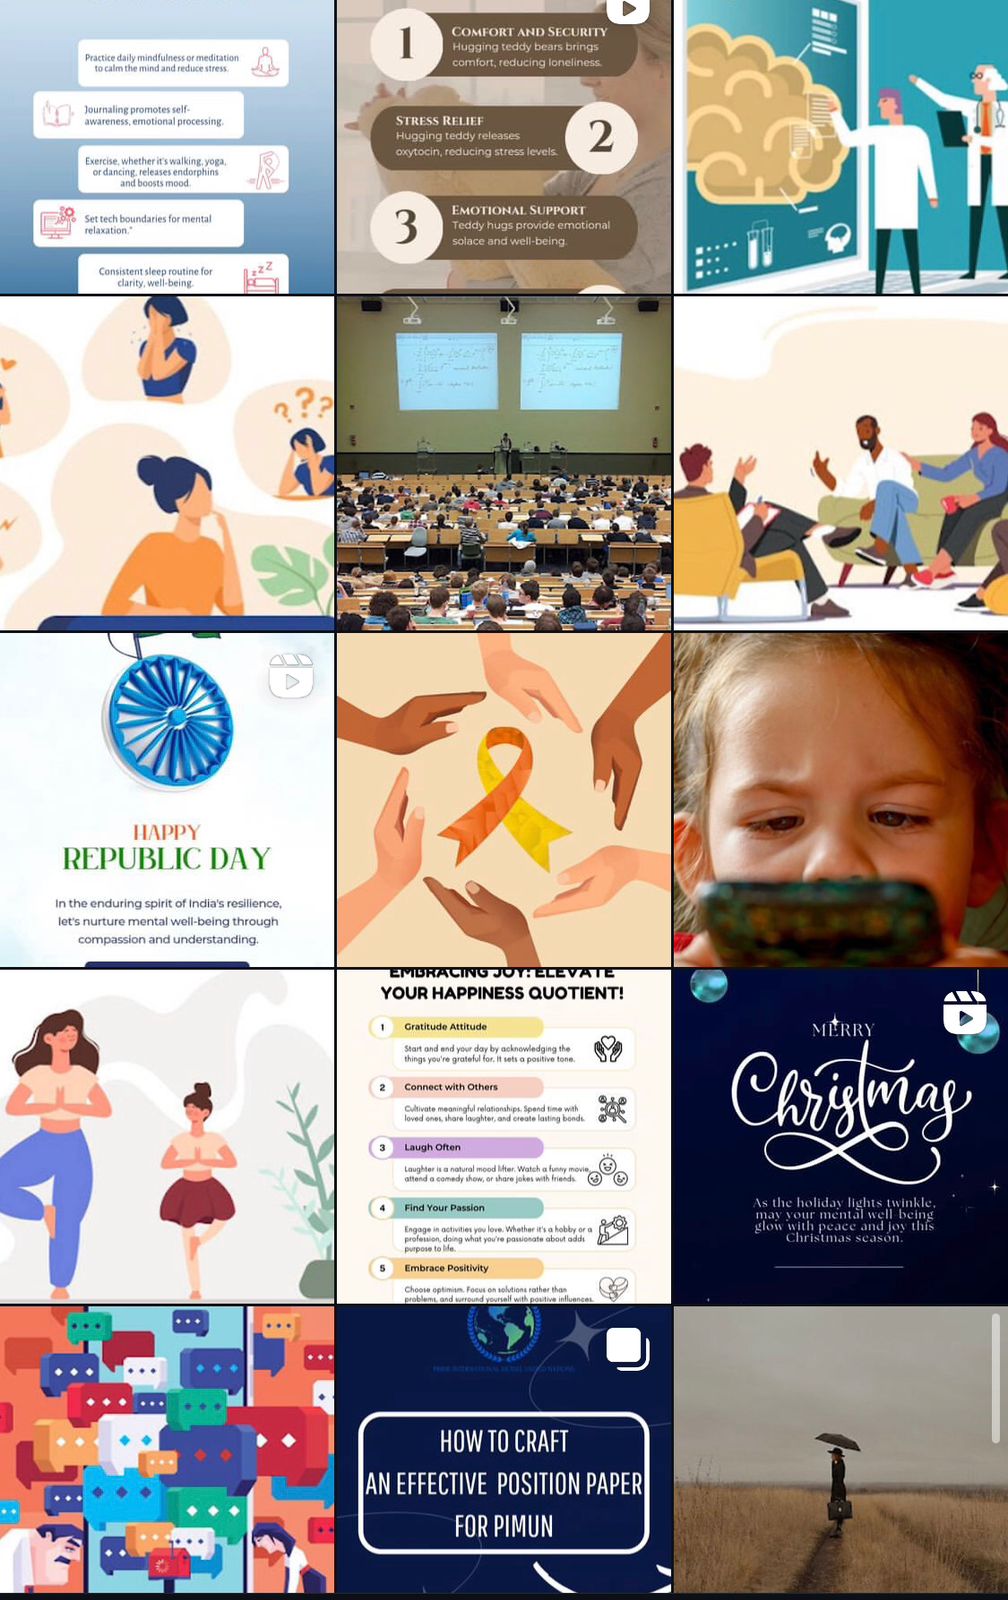 Practice daily mindfulness or meditation
to calm the mind and reduce stress.
Journaling promotes self-
awareness, emotional processing.
Exercise, whether it's walking, yoga,
or dancing, releases endorphins
and boosts mood.
Set tech boundaries for mental
relaxation."
Consistent sleep routine for
clarity, well-being.
1
COMFORT AND SECURITY
Hugging teddy bears brings
comfort, reducing loneliness.
STRESS RELIEF
Hugging teddy releases
oxytocin, reducing stress levels.
2
3
EMOTIONAL SUPPORT
Teddy hugs provide emotional
solace and well-being.
???
HAPPY
REPUBLIC DAY
In the enduring spirit of India's resilience,
let's nurture mental well-being through
compassion and understanding.
EMBRACING JOY: ELEVATE
YOUR HAPPINESS QUOTIENT!
1 Gratitude Attitude
Start and end your day by acknowledging the
things you're grateful for. It sets a positive tone.
2 Connect with Others
Cultivate meaningful relationships. Spend time with
loved ones, share laughter, and create lasting bonds.
3 Laugh Often
Laughter is a natural mood lifter. Watch a funny movie,
attend a comedy show, or share jokes with friends.
4 Find Your Passion
Engage in activities you love. Whether it's a hobby or a
profession, doing what you're passionate about adds
purpose to life.
5 Embrace Positivity
Choose optimism. Focus on solutions rather than
problems, and surround yourself with positive influences.
MERRY
Christmas
As the holiday lights twinkle,
may your mental well-being
glow with peace and joy this
Christmas season.
INTERNATIONAL MODEL UNITED NATIONS
HOW TO CRAFT
AN EFFECTIVE POSITION PAPER
FOR PIMUN